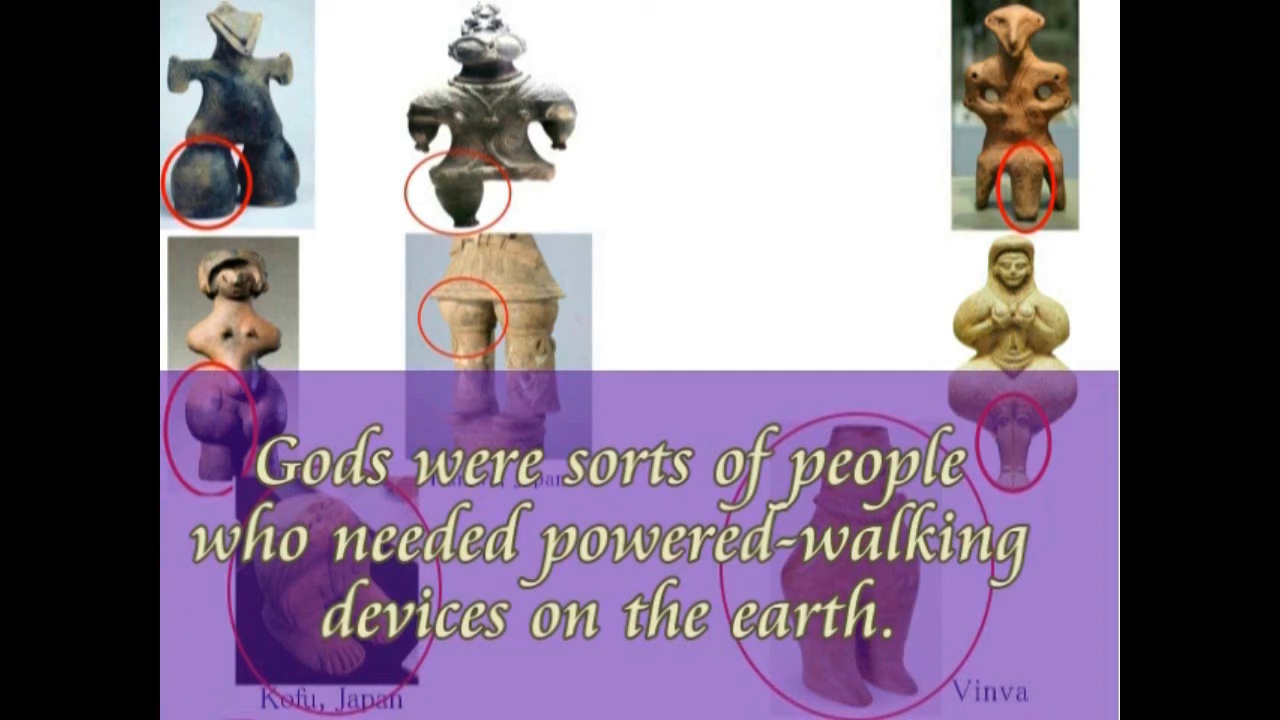 Gods were sorts of people
who needed powered-walking
devices on the earth.
Kofu, Japan
Vinva